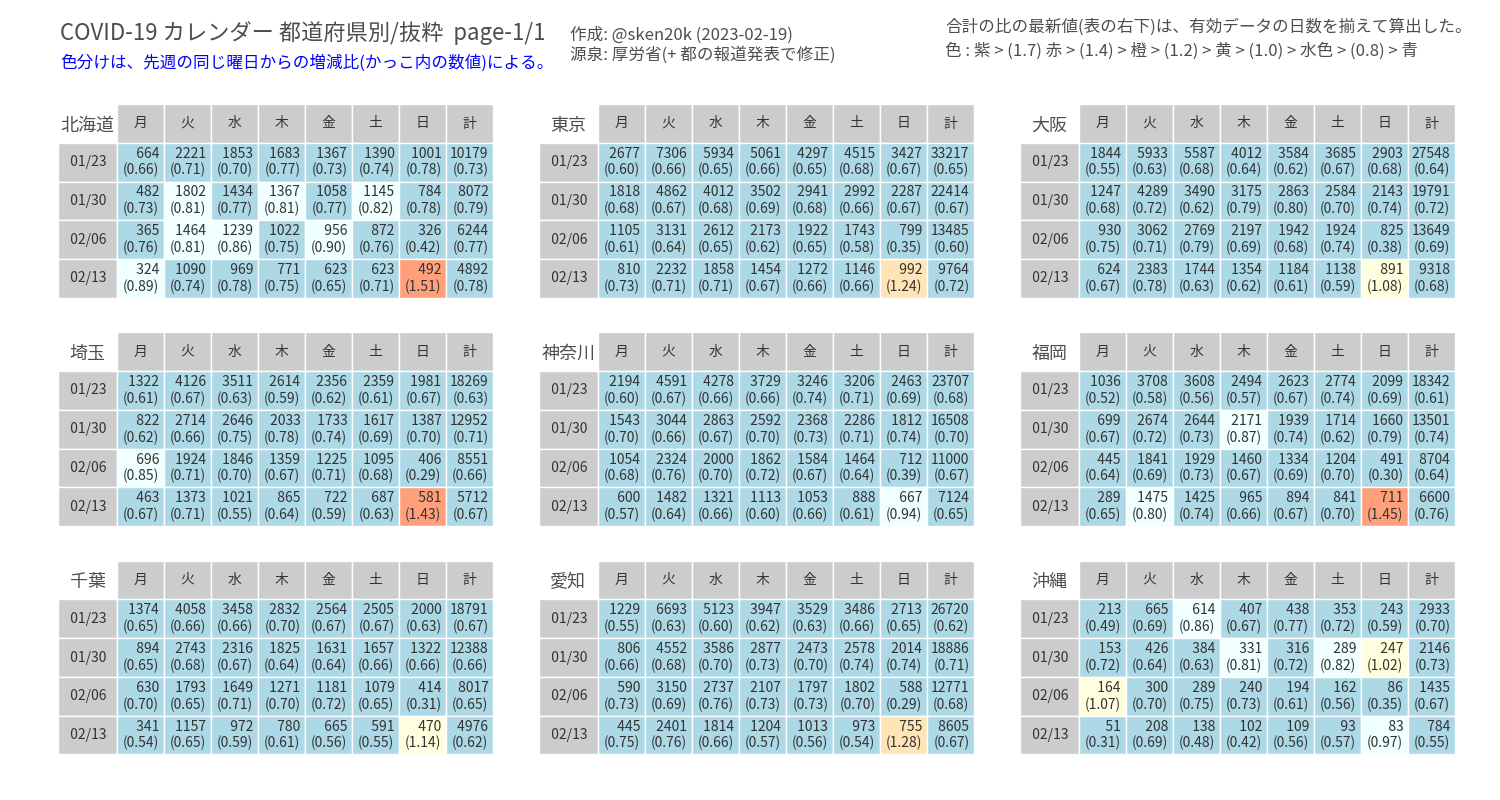 COVID-19 カレンダー 都道府県別/抜粋 page-1/1
色分けは、先週の同じ曜日からの増減比(かっこ内の数値)による。
作成: @sken20k (2023-02-19)
源泉: 厚労省(+ 都の報道発表で修正)
合計の比の最新値(表の右下)は、有効データの日数を揃えて算出した。
色 : 紫 > (1.7) 赤 > (1.4) > 橙 > (1.2) > 黄 > (1.0) > 水色 > (0.8) > 青
北海道 月 火 水 木 金 土 日 計
01/23 664 2221 1853 1683 1367 1390 1001 10179
(0.66) (0.71) (0.70) (0.77) (0.73) (0.74) (0.78) (0.73)
01/30 482 1802 1434 1367 1058 1145 784 8072
(0.73) (0.81) (0.77) (0.81) (0.77) (0.82) (0.78) (0.79)
02/06 365 1464 1239 1022 956 872 326 6244
(0.76) (0.81) (0.86) (0.75) (0.90) (0.76) (0.42) (0.77)
02/13 324 1090 969 771 623 623 492 4892
(0.89) (0.74) (0.78) (0.75) (0.65) (0.71) (1.51) (0.78)
東京 月 火 水 木 金 土 日 計
01/23 2677 7306 5934 5061 4297 4515 3427 33217
(0.60) (0.66) (0.65) (0.66) (0.65) (0.68) (0.67) (0.65)
01/30 1818 4862 4012 3502 2941 2992 2287 22414
(0.68) (0.67) (0.68) (0.69) (0.68) (0.66) (0.67) (0.67)
02/06 1105 3131 2612 2173 1922 1743 799 13485
(0.61) (0.64) (0.65) (0.62) (0.65) (0.58) (0.35) (0.60)
02/13 810 2232 1858 1454 1272 1146 992 9764
(0.73) (0.71) (0.71) (0.67) (0.66) (0.66) (1.24) (0.72)
大阪 月 火 水 木 金 土 日 計
01/23 1844 5933 5587 4012 3584 3685 2903 27548
(0.55) (0.63) (0.68) (0.64) (0.62) (0.67) (0.68) (0.64)
01/30 1247 4289 3490 3175 2863 2584 2143 19791
(0.68) (0.72) (0.62) (0.79) (0.80) (0.70) (0.74) (0.72)
02/06 930 3062 2769 2197 1942 1924 825 13649
(0.75) (0.71) (0.79) (0.69) (0.68) (0.74) (0.38) (0.69)
02/13 624 2383 1744 1354 1184 1138 891 9318
(0.67) (0.78) (0.63) (0.62) (0.61) (0.59) (1.08) (0.68)
埼玉 月 火 水 木 金 土 日 計
01/23 1322 4126 3511 2614 2356 2359 1981 18269
(0.61) (0.67) (0.63) (0.59) (0.62) (0.61) (0.67) (0.63)
01/30 822 2714 2646 2033 1733 1617 1387 12952
(0.62) (0.66) (0.75) (0.78) (0.74) (0.69) (0.70) (0.71)
02/06 696 1924 1846 1359 1225 1095 406 8551
(0.85) (0.71) (0.70) (0.67) (0.71) (0.68) (0.29) (0.66)
02/13 463 1373 1021 865 722 687 581 5712
(0.67) (0.71) (0.55) (0.64) (0.59) (0.63) (1.43) (0.67)
神奈川 月 火 水 木 金 土 日 計
01/23 2194 4591 4278 3729 3246 3206 2463 23707
(0.60) (0.67) (0.66) (0.66) (0.74) (0.71) (0.69) (0.68)
01/30 1543 3044 2863 2592 2368 2286 1812 16508
(0.70) (0.66) (0.67) (0.70) (0.73) (0.71) (0.74) (0.70)
02/06 1054 2324 2000 1862 1584 1464 712 11000
(0.68) (0.76) (0.70) (0.72) (0.67) (0.64) (0.39) (0.67)
02/13 600 1482 1321 1113 1053 888 667 7124
(0.57) (0.64) (0.66) (0.60) (0.66) (0.61) (0.94) (0.65)
福岡 月 火 水 木 金 土 日 計
01/23 1036 3708 3608 2494 2623 2774 2099 18342
(0.52) (0.58) (0.56) (0.57) (0.67) (0.74) (0.69) (0.61)
01/30 699 2674 2644 2171 1939 1714 1660 13501
(0.67) (0.72) (0.73) (0.87) (0.74) (0.62) (0.79) (0.74)
02/06 445 1841 1929 1460 1334 1204 491 8704
(0.64) (0.69) (0.73) (0.67) (0.69) (0.70) (0.30) (0.64)
02/13 289 1475 1425 965 894 841 711 6600
(0.65) (0.80) (0.74) (0.66) (0.67) (0.70) (1.45) (0.76)
千葉 月 火 水 木 金 土 日 計
01/23 1374 4058 3458 2832 2564 2505 2000 18791
(0.65) (0.66) (0.66) (0.70) (0.67) (0.67) (0.63) (0.67)
01/30 894 2743 2316 1825 1631 1657 1322 12388
(0.65) (0.68) (0.67) (0.64) (0.64) (0.66) (0.66) (0.66)
02/06 630 1793 1649 1271 1181 1079 414 8017
(0.70) (0.65) (0.71) (0.70) (0.72) (0.65) (0.31) (0.65)
02/13 341 1157 972 780 665 591 470 4976
(0.54) (0.65) (0.59) (0.61) (0.56) (0.55) (1.14) (0.62)
愛知 月 火 水 木 金 土 日 計
01/23 1229 6693 5123 3947 3529 3486 2713 26720
(0.55) (0.63) (0.60) (0.62) (0.63) (0.66) (0.65) (0.62)
01/30 806 4552 3586 2877 2473 2578 2014 18886
(0.66) (0.68) (0.70) (0.73) (0.70) (0.74) (0.74) (0.71)
02/06 590 3150 2737 2107 1797 1802 588 12771
(0.73) (0.69) (0.76) (0.73) (0.73) (0.70) (0.29) (0.68)
02/13 445 2401 1814 1204 1013 973 755 8605
(0.75) (0.76) (0.66) (0.57) (0.56) (0.54) (1.28) (0.67)
沖縄 月 火 水 木 金 土 日 計
01/23 213 665 614 407 438 353 243 2933
(0.49) (0.69) (0.86) (0.67) (0.77) (0.72) (0.59) (0.70)
01/30 153 426 384 331 316 289 247 2146
(0.72) (0.64) (0.63) (0.81) (0.72) (0.82) (1.02) (0.73)
02/06 164 300 289 240 194 162 86 1435
(1.07) (0.70) (0.75) (0.73) (0.61) (0.56) (0.35) (0.67)
02/13 51 208 138 102 109 93 83 784
(0.31) (0.69) (0.48) (0.42) (0.56) (0.57) (0.97) (0.55)